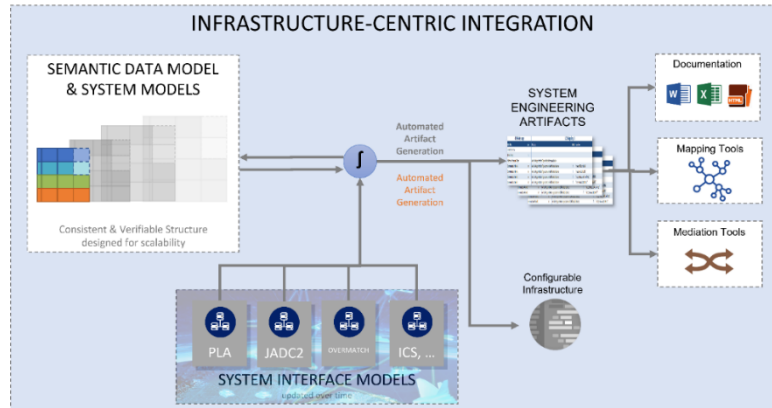 INFRASTRUCTURE-CENTRIC INTEGRATION
SEMANTIC DATA MODEL
& SYSTEM MODELS
Consistent & Verifiable Structure
designed for scalability
∫
Automated
Artifact
Generation
Automated
Artifact
Generation
SYSTEM
ENGINEERING
ARTIFACTS
Documentation
W
X
HTML
Mapping Tools
Mediation Tools
Configurable
Infrastructure
PLA
JADC2
OVERMATCH
ICS, ...
SYSTEM INTERFACE MODELS
updated over time